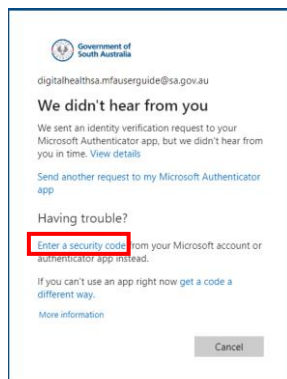 Government of
South Australia
digitalhealthsa.mfauserguide@sa.gov.au
We didn't hear from you
We sent an identity verification request to your
Microsoft Authenticator app, but we didn't hear from
you in time. View details
Send another request to my Microsoft Authenticator
app
Having trouble?
Enter a security code from your Microsoft account or
authenticator app instead.
If you can't use an app right now get a code a
different way.
More information
Cancel